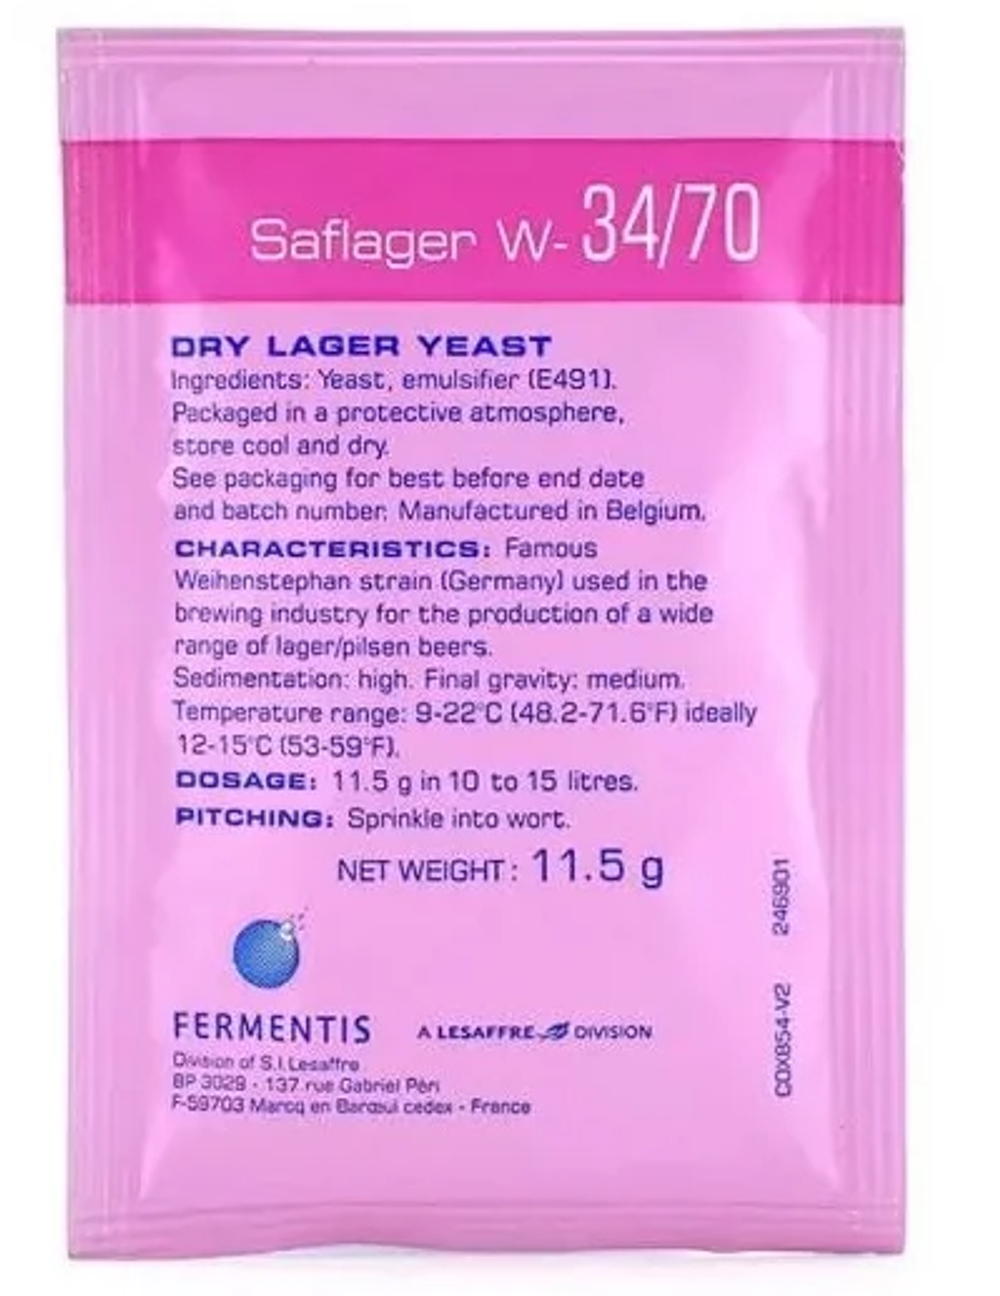 Saflager W-34/70
DRY LAGER YEAST
Ingredients: Yeast, emulsifier (E491).
Packaged in a protective atmosphere,
store cool and dry.
See packaging for best before end date
and batch number. Manufactured in Belgium.
CHARACTERISTICS: Famous
Weihenstephan strain (Germany) used in the
brewing industry for the production of a wide
range of lager/pilsen beers.
Sedimentation: high. Final gravity: medium.
Temperature range: 9-22°C (48.2-71.6°F) ideally
12-15°C (53-59°F).
DOSAGE: 11.5 g in 10 to 15 litres.
PITCHING: Sprinkle into wort.
NET WEIGHT: 11.5 g
FERMENTIS
A LESAFFRE DIVISION
Division of S.I.Lesaffre
BP 3029 - 137 rue Gabriel Péri
F-59703 Marcq en Barœul cedex - France
COX854-V2 246901